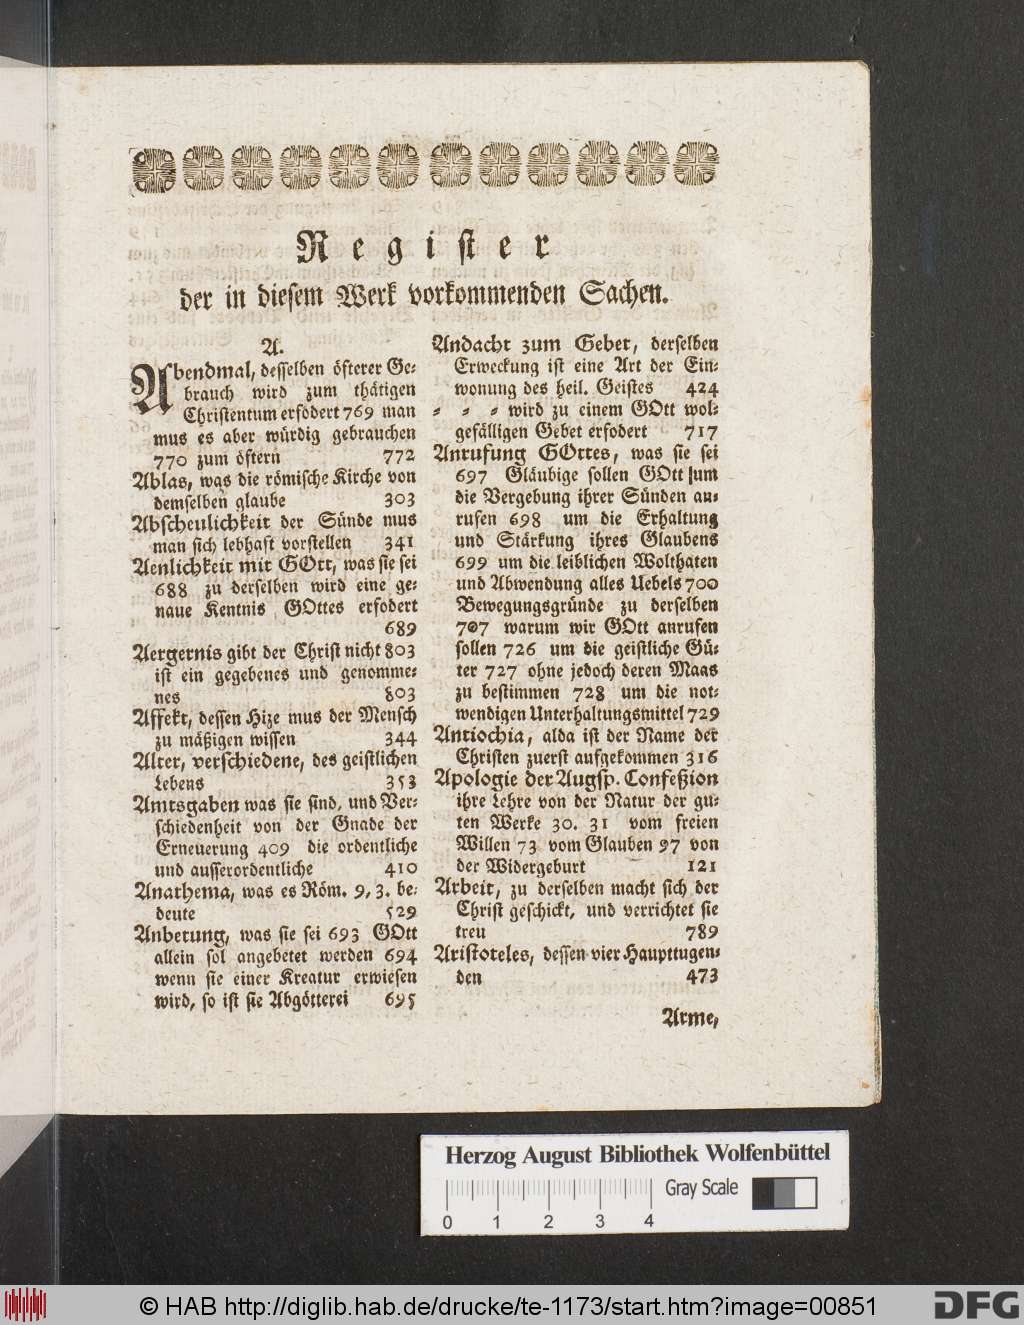 Register
der in diesem Werk vorkommenden Sachen.
A.
Abendmal, desselben öfterer Ge⸗
brauch wird zum thätigen
Christentum erfodert 769 man
mus es aber würdig gebrauchen
770 zum öftern 772
Ablas, was die römische Kirche von
demselben glaube 303
Abscheulichkeit der Sünde mus
man sich lebhaft vorstellen 341
Aenlichkeit mit GOtt, was sie sei
688 zu derselben wird eine ge⸗
naue Kentnis GOttes erfodert
689
Aergernis gibt der Christ nicht 803
ist ein gegebenes und genomme⸗
nes 803
Affekt, dessen Hize mus der Mensch
zu mäßigen wissen 344
Alter, verschiedene, des geistlichen
Lebens 353
Amtsgaben was sie sind, und Ver⸗
schiedenheit von der Gnade der
Erneuerung 409 die ordentliche
und ausserordentliche 410
Anathema, was es Röm. 9, 3. be⸗
deute 529
Anbetung, was sie sei 693 GOtt
allein sol angebetet werden 694
wenn sie einer Kreatur erwiesen
wird, so ist sie Abgötterei 695
Andacht zum Gebet, derselben
Erweckung ist eine Art der Ein⸗
wonung des heil. Geistes 424
⸗ ⸗ ⸗ wird zu einem GOtt wol⸗
gefälligen Gebet erfodert 717
Anrufung GOttes, was sie sei
697 Gläubige sollen GOtt um
die Vergebung ihrer Sünden an⸗
rufen 698 um die Erhaltung
und Stärkung ihres Glaubens
699 um die leiblichen Wolthaten
und Abwendung alles Uebels 700
Bewegungsgründe zu derselben
707 warum wir GOtt anrufen
sollen 726 um die geistliche Gü⸗
ter 727 ohne jedoch deren Maas
zu bestimmen 728 um die not⸗
wendigen Unterhaltungsmittel 729
Antiochia, alda ist der Name der
Christen zuerst aufgekommen 316
Apologie der Augsp. Confeßion
ihre Lehre von der Natur der gu⸗
ten Werke 30. 31 vom freien
Willen 73 vom Glauben 97 von
der Widergeburt 121
Arbeit, zu derselben macht sich der
Christ geschickt, und verrichtet sie
treu 789
Aristoteles, dessen vier Haupttugen⸗
den 473
Arme,
Herzog August Bibliothek Wolfenbüttel
Gray Scale
0 1 2 3 4
© HAB http://diglib.hab.de/drucke/te-1173/start.htm?image=00851
DFG